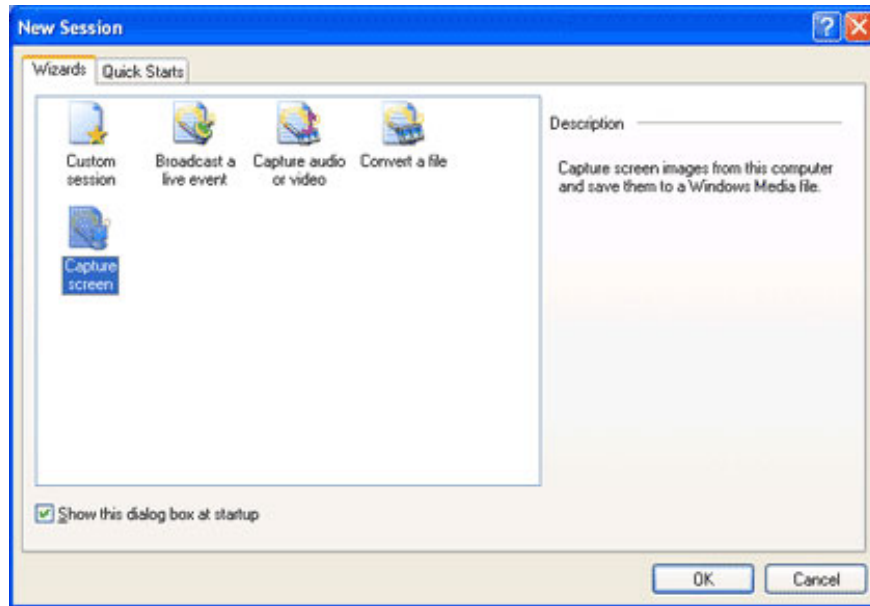 New Session
Wizards Quick Starts
Custom session
Broadcast a live event
Capture audio or video
Convert a file
Capture screen
Description
Capture screen images from this computer
and save them to a Windows Media file.
Show this dialog box at startup
OK Cancel